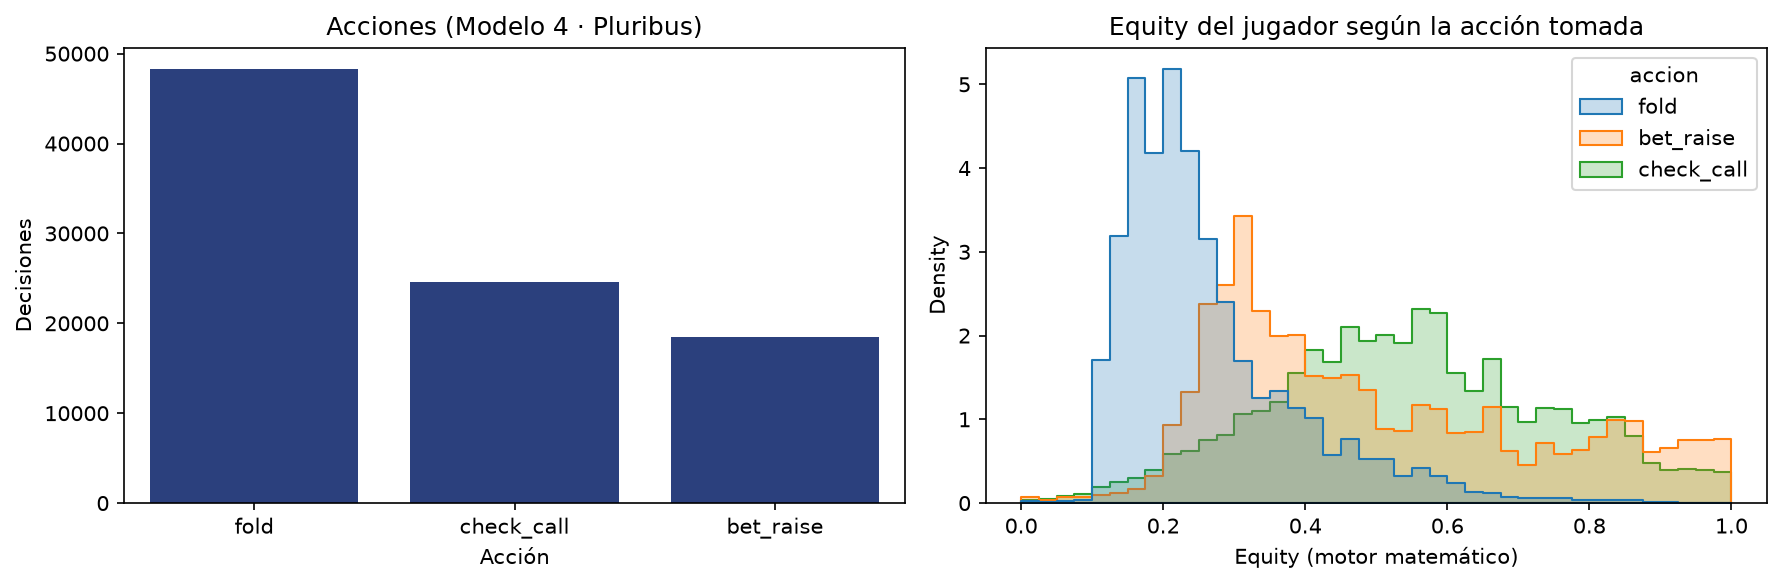 Acciones (Modelo 4 · Pluribus)
Decisiones
50000
40000
30000
20000
10000
0
fold
check_call
bet_raise
Acción
Equity del jugador según la acción tomada
Density
5
4
3
2
1
0
0.0
0.2
0.4
0.6
0.8
1.0
Equity (motor matemático)
accion
fold
bet_raise
check_call